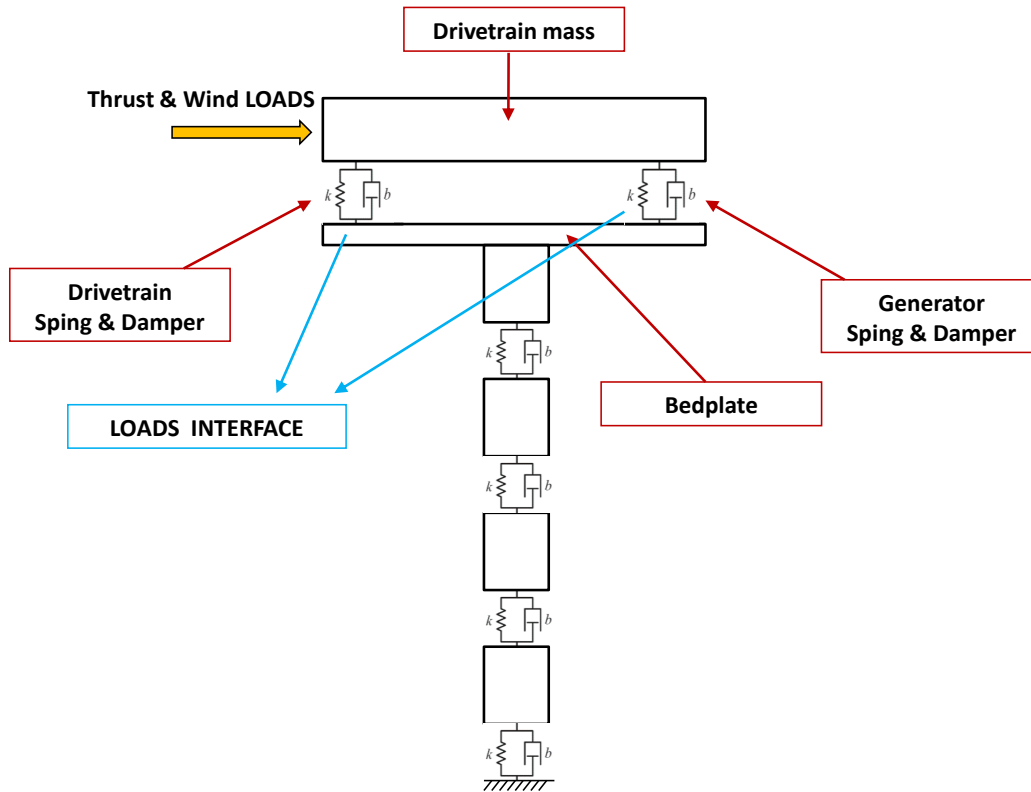 Drivetrain mass
Thrust & Wind LOADS
k b
k b
Drivetrain
Sping & Damper
Generator
Sping & Damper
k b
LOADS INTERFACE
Bedplate
k b
k b
k b